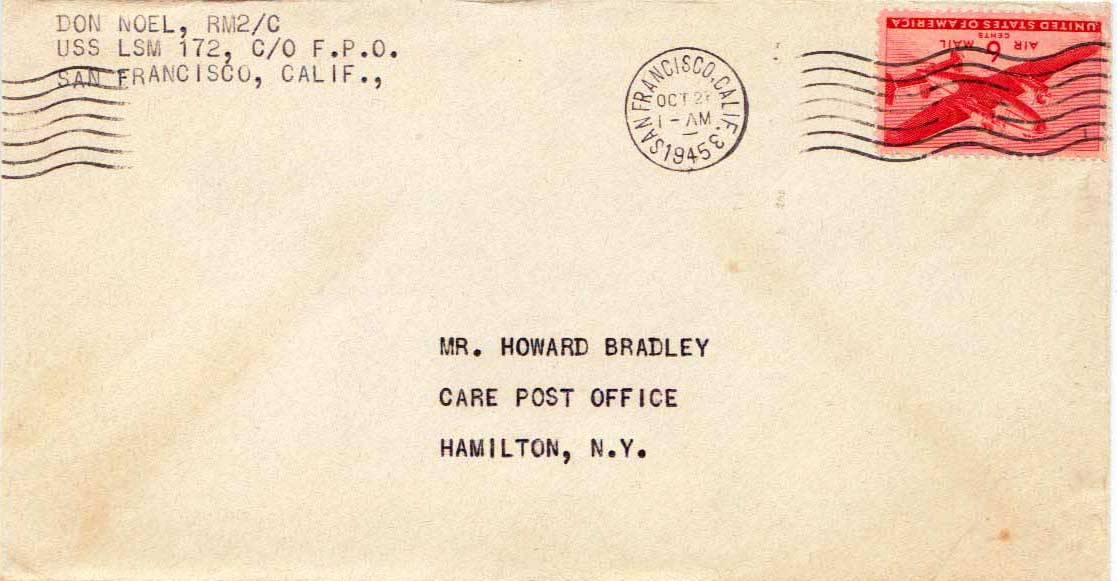 DON NOEL, RM2/C
USS LSM 172, C/O F.P.O.
SAN FRANCISCO, CALIF.,
SAN FRANCISCO, CALIF. 3
OCT
1 - AM
1945
UNITED STATES OF AMERICA
CENTS
AIR 6 MAIL
MR. HOWARD BRADLEY
CARE POST OFFICE
HAMILTON, N.Y.